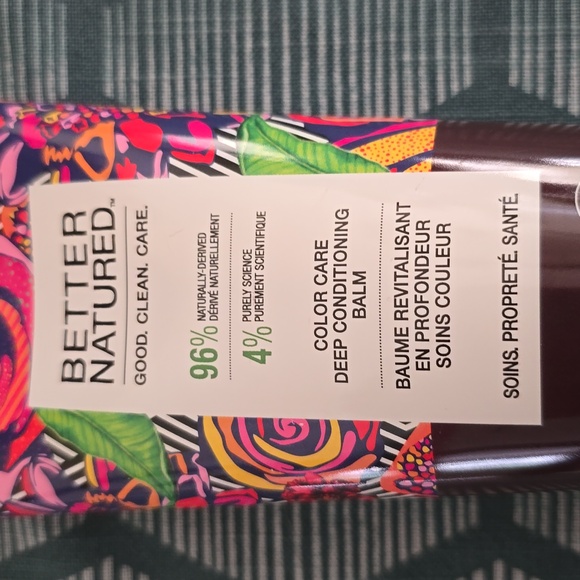 BETTER
NATURED™
GOOD. CLEAN. CARE.
96% NATURALLY-DERIVED
DÉRIVÉ NATURELLEMENT
4% PURELY SCIENCE
PUREMENT SCIENTIFIQUE
COLOR CARE
DEEP CONDITIONING
BALM
BAUME REVITALISANT
EN PROFONDEUR
SOINS COULEUR
SOINS. PROPRETÉ. SANTÉ.